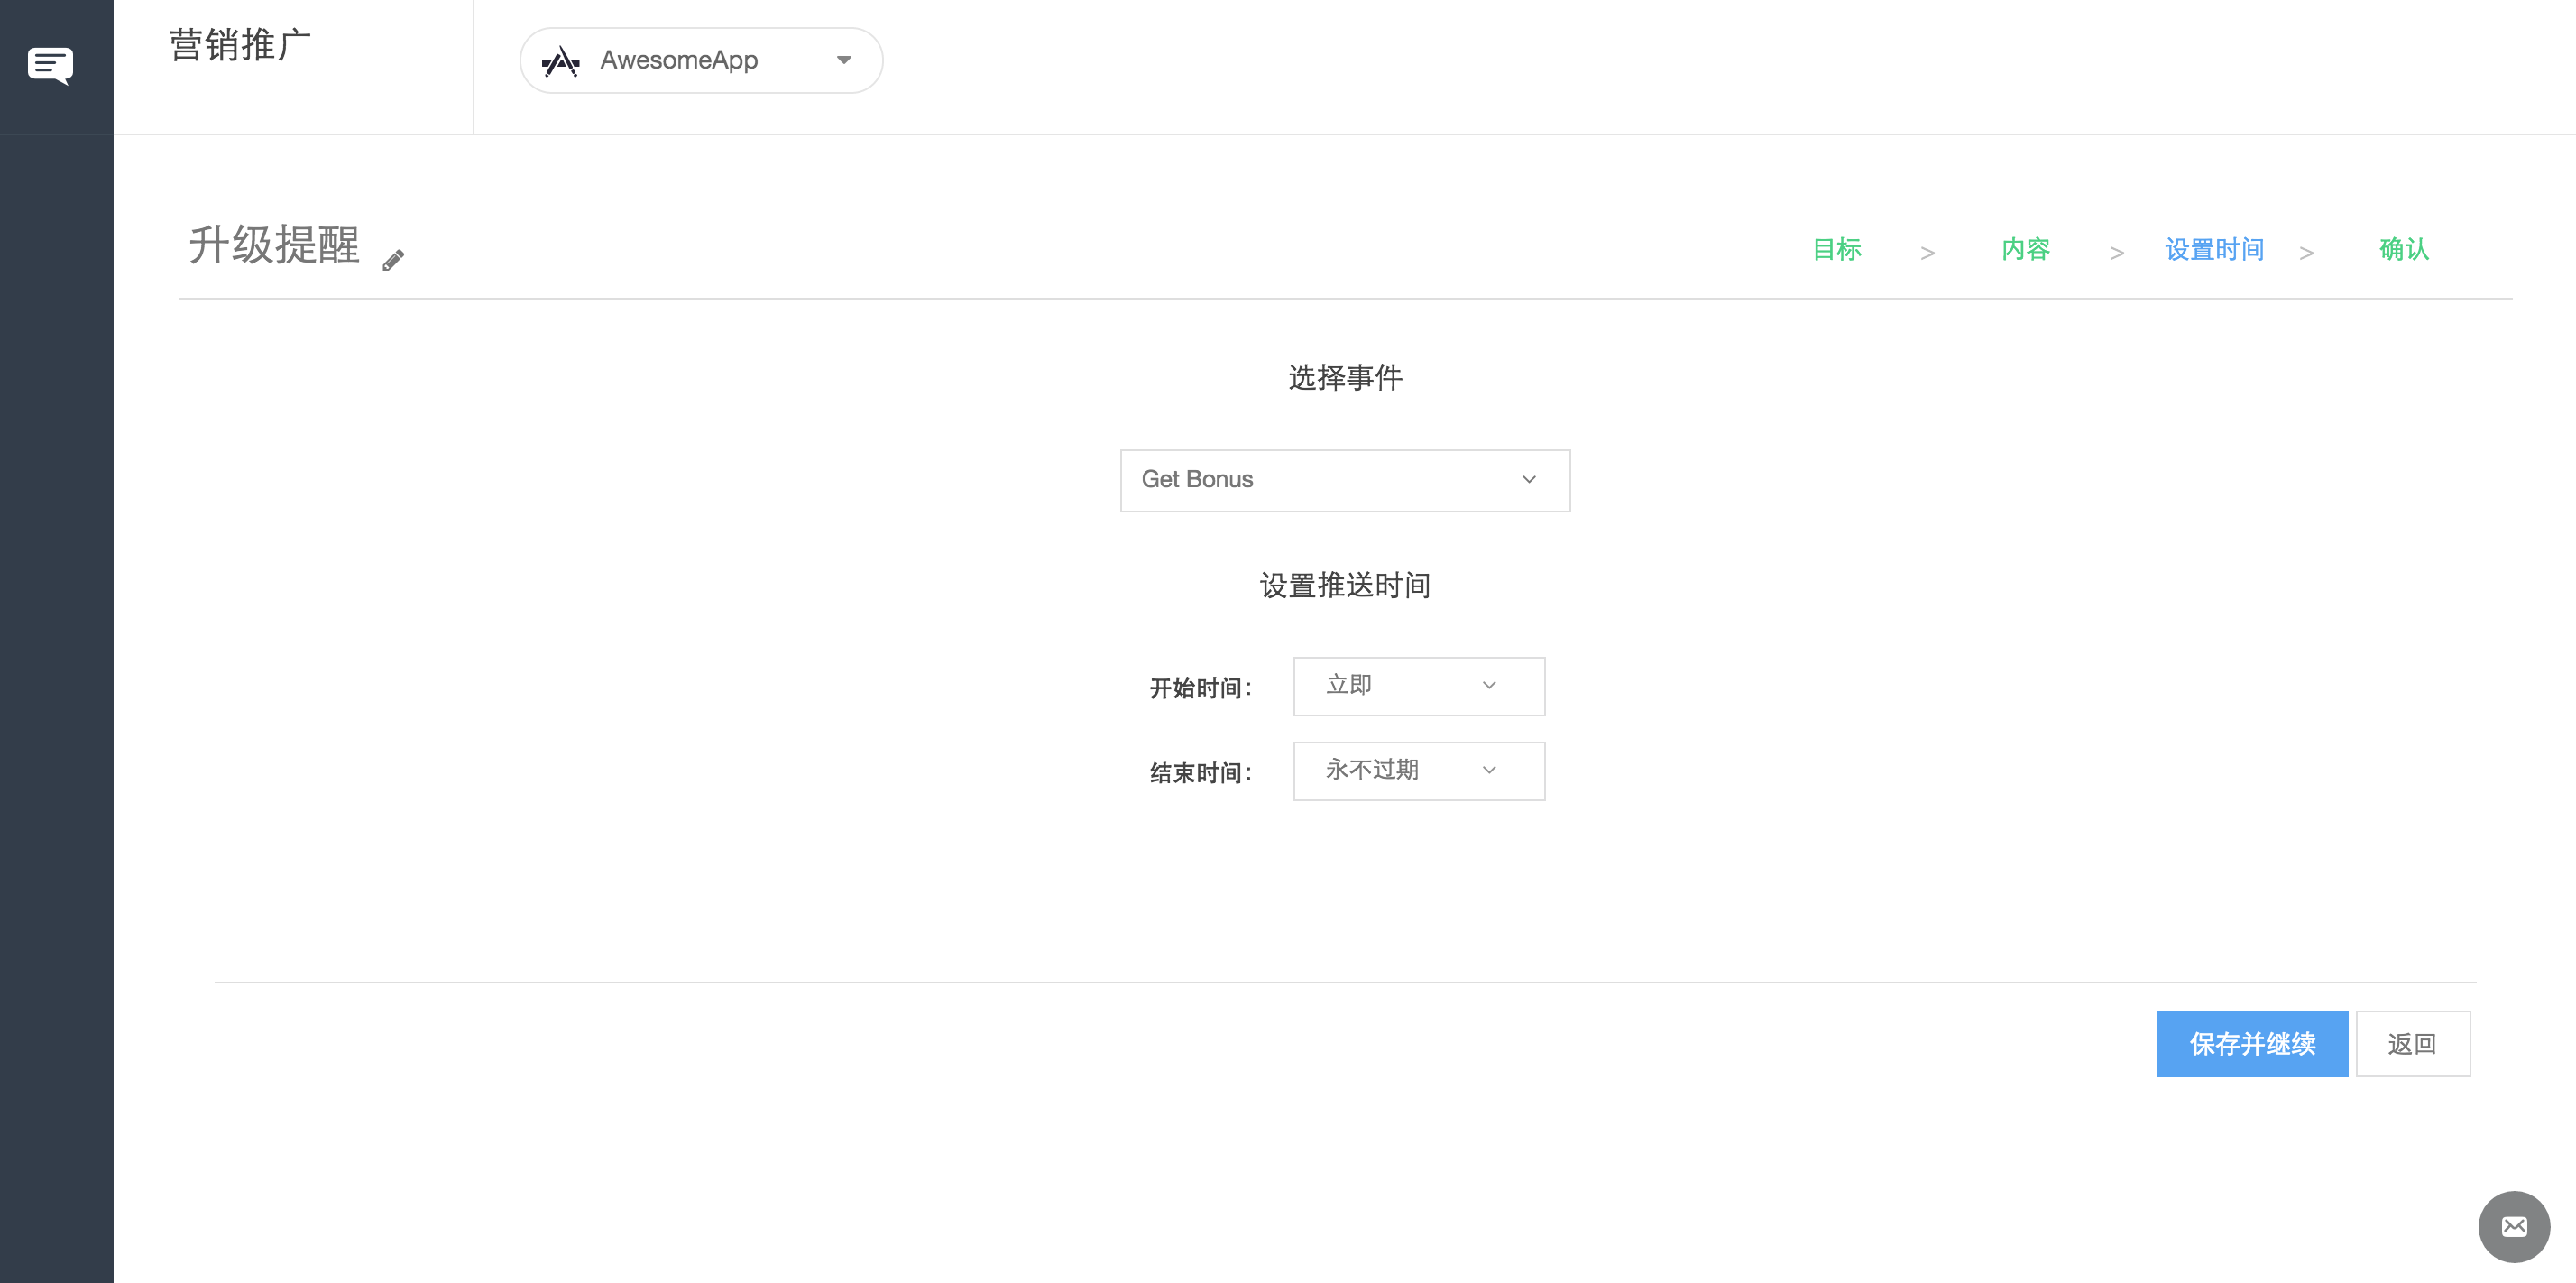 营销推广
AwesomeApp
升级提醒
目标 > 内容 > 设置时间 > 确认
选择事件
Get Bonus
设置推送时间
开始时间: 立即
结束时间: 永不过期
保存并继续 返回